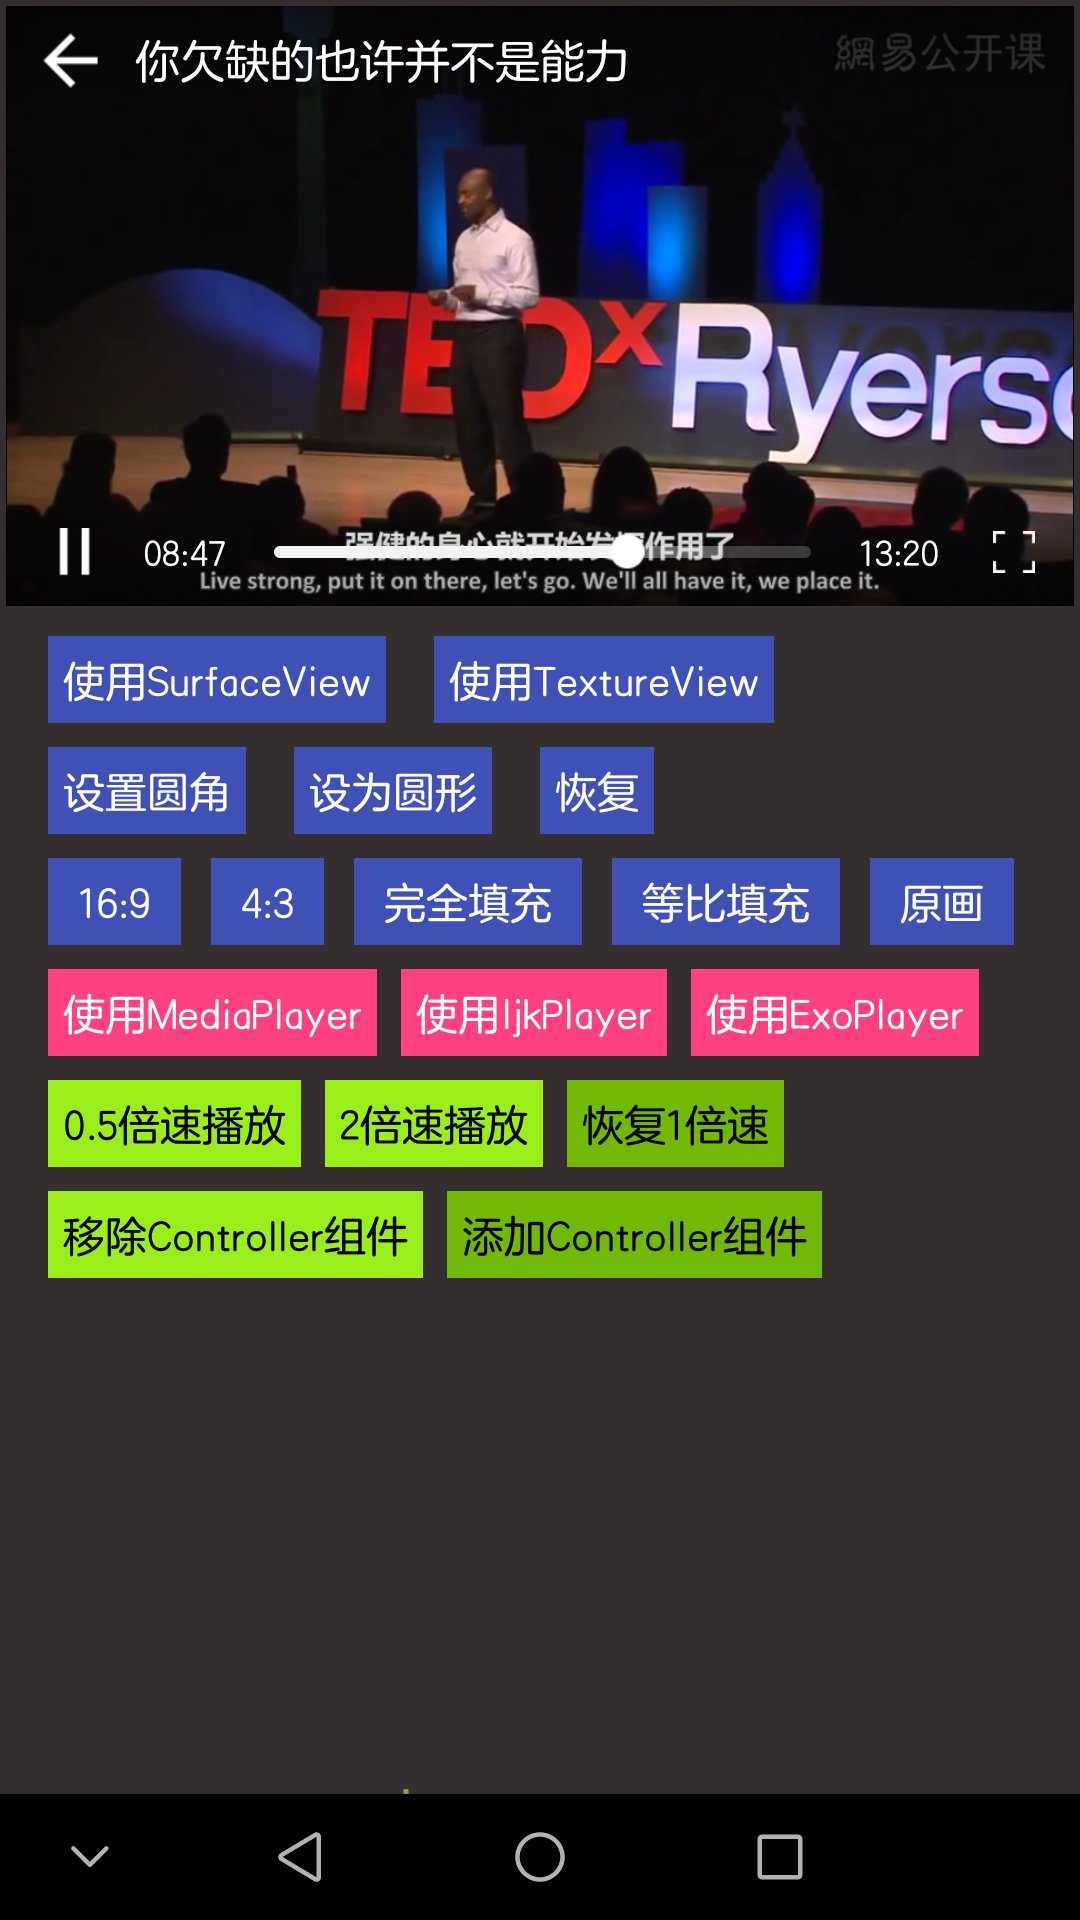 你欠缺的也许并不是能力
網易公开课
TEDxRyerso
强健的身心就开始发挥作用了
08:47
13:20
Live strong, put it on there, let's go. We'll all have it, we place it.
使用SurfaceView 使用TextureView
设置圆角 设为圆形 恢复
16:9 4:3 完全填充 等比填充 原画
使用MediaPlayer 使用IjkPlayer 使用ExoPlayer
0.5倍速播放 2倍速播放 恢复1倍速
移除Controller组件 添加Controller组件